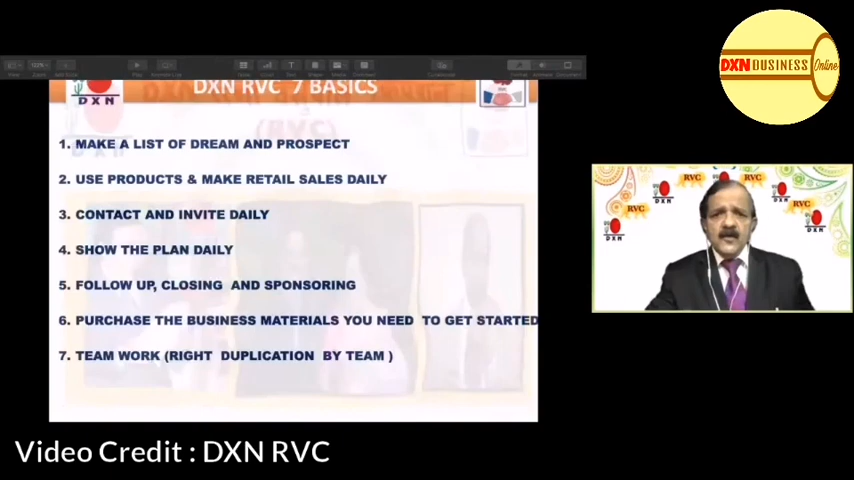 DXN BUSINESS Online
DXN
DXN RVC 7 BASICS
1. MAKE A LIST OF DREAM AND PROSPECT
2. USE PRODUCTS & MAKE RETAIL SALES DAILY
3. CONTACT AND INVITE DAILY
4. SHOW THE PLAN DAILY
5. FOLLOW UP, CLOSING AND SPONSORING
6. PURCHASE THE BUSINESS MATERIALS YOU NEED TO GET STARTED
7. TEAM WORK (RIGHT DUPLICATION BY TEAM )
RVC
RVC
RVC
RVC
DXN
DXN
DXN
DXN
Video Credit : DXN RVC